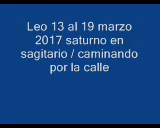 Leo 13 al 19 marzo
2017 saturno en
sagitario / caminando
por la calle